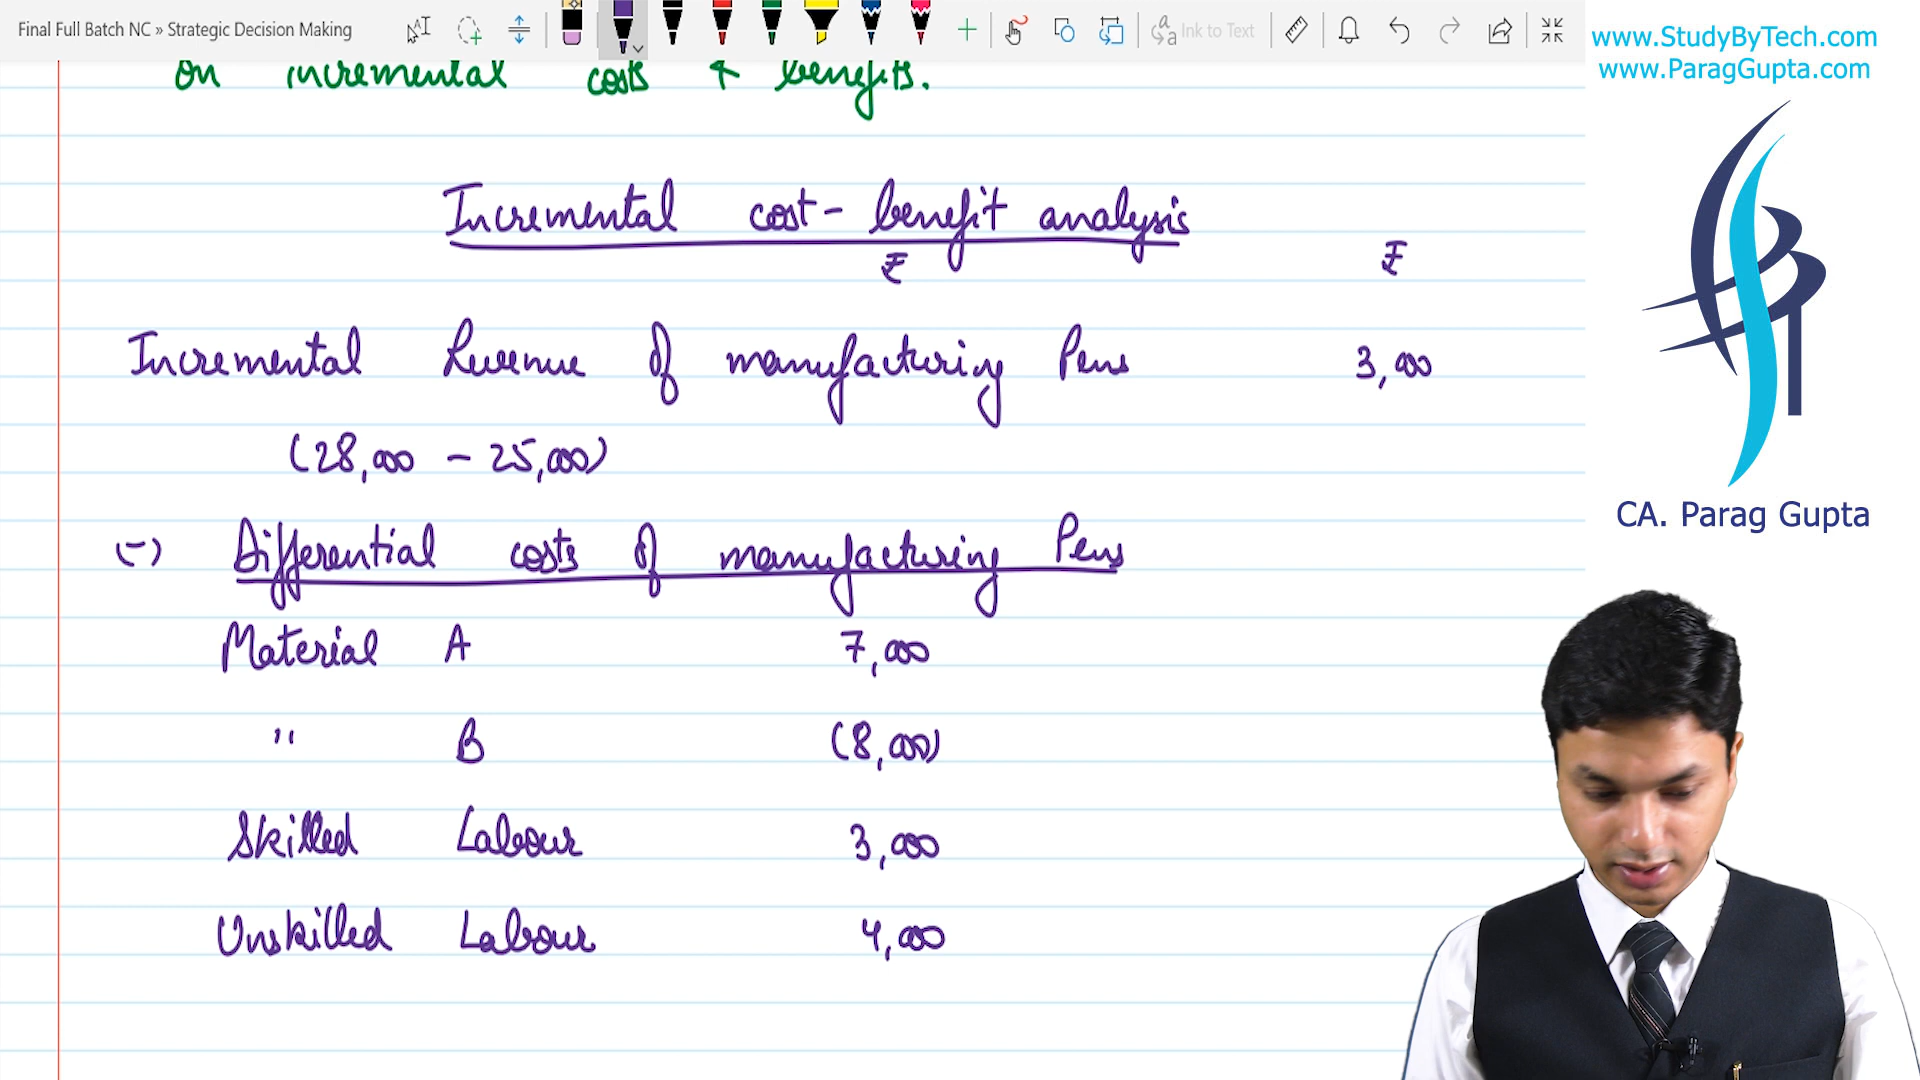 Final Full Batch NC » Strategic Decision Making
Ink to Text
www.StudyByTech.com
www.ParagGupta.com
on incremental costs & benefits.
Incremental cost-benefit analysis
₹ ₹
Incremental Revenue of manufacturing Pens 3,000
(28,000 - 25,000)
(-) Differential costs of manufacturing Pens
Material A 7,000
" B (8,000)
Skilled Labour 3,000
Unskilled Labour 4,000
CA. Parag Gupta